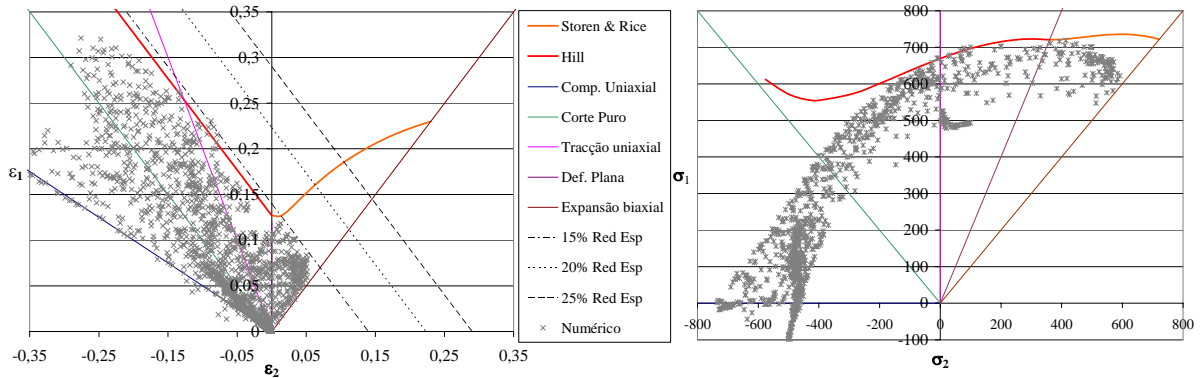 0,35
0,3
0,25
0,2
0,15
0,1
0,05
0
ε1
-0,35 -0,25 -0,15 -0,05 0,05 0,15 0,25 0,35
ε2
Storen & Rice
Hill
Comp. Uniaxial
Corte Puro
Tracção uniaxial
Def. Plana
Expansão biaxial
15% Red Esp
20% Red Esp
25% Red Esp
Numérico
800
700
600
500
400
300
200
100
0
-100
σ1
-800 -600 -400 -200 0 200 400 600 800
σ2